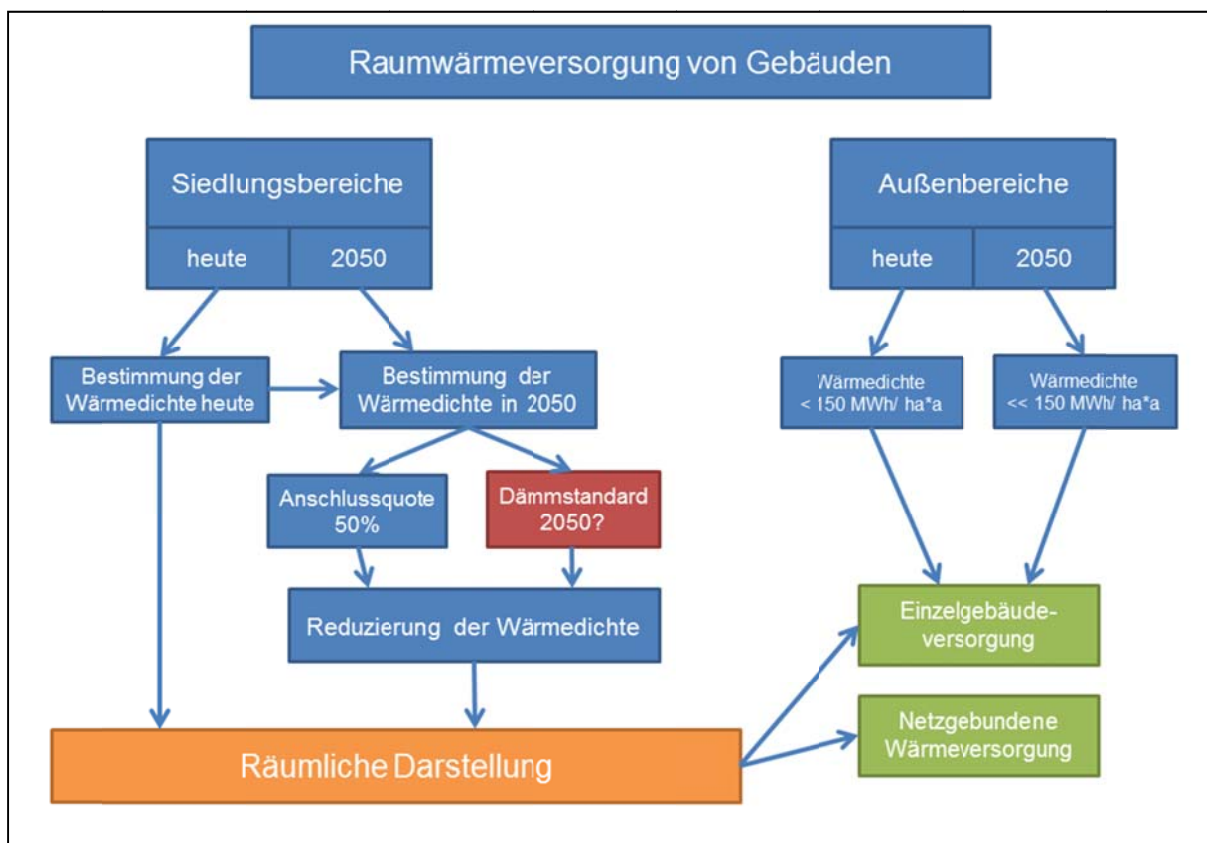 Raumwärmeversorgung von Gebäuden
Siedlungsbereiche
heute
2050
Außenbereiche
heute
2050
Bestimmung der
Wärmedichte heute
Bestimmung der
Wärmedichte in 2050
Wärmedichte
< 150 MWh/ ha*a
Wärmedichte
<< 150 MWh/ ha*a
Anschlussquote
50%
Dämmstandard
2050?
Reduzierung der Wärmedichte
Einzelgebäude-
versorgung
Netzgebundene
Wärmeversorgung
Räumliche Darstellung